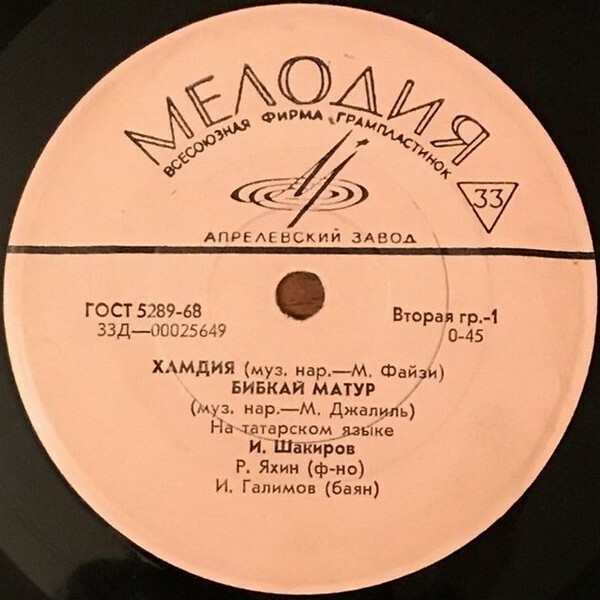 МЕЛОДИЯ
ВСЕСОЮЗНАЯ ФИРМА ГРАМПЛАСТИНОК
33
АПРЕЛЕВСКИЙ ЗАВОД
ГОСТ 5289-68
Вторая гр.-1
33Д—00025649
0-45
ХАМДИЯ (муз. нар.—М. Файзи)
БИБКАЙ МАТУР
(муз. нар.—М. Джалиль)
На татарском языке
И. Шакиров
Р. Яхин (ф-но)
И. Галимов (баян)